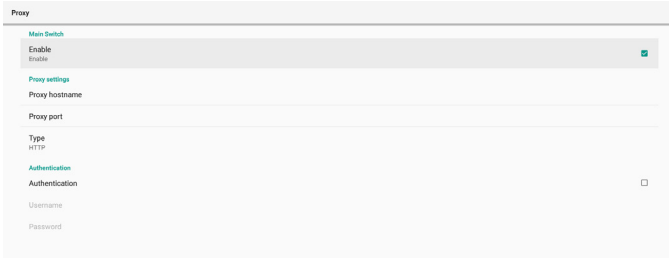 Proxy
Main Switch
Enable
Enable
Proxy settings
Proxy hostname
Proxy port
Type
HTTP
Authentication
Authentication
Username
Password